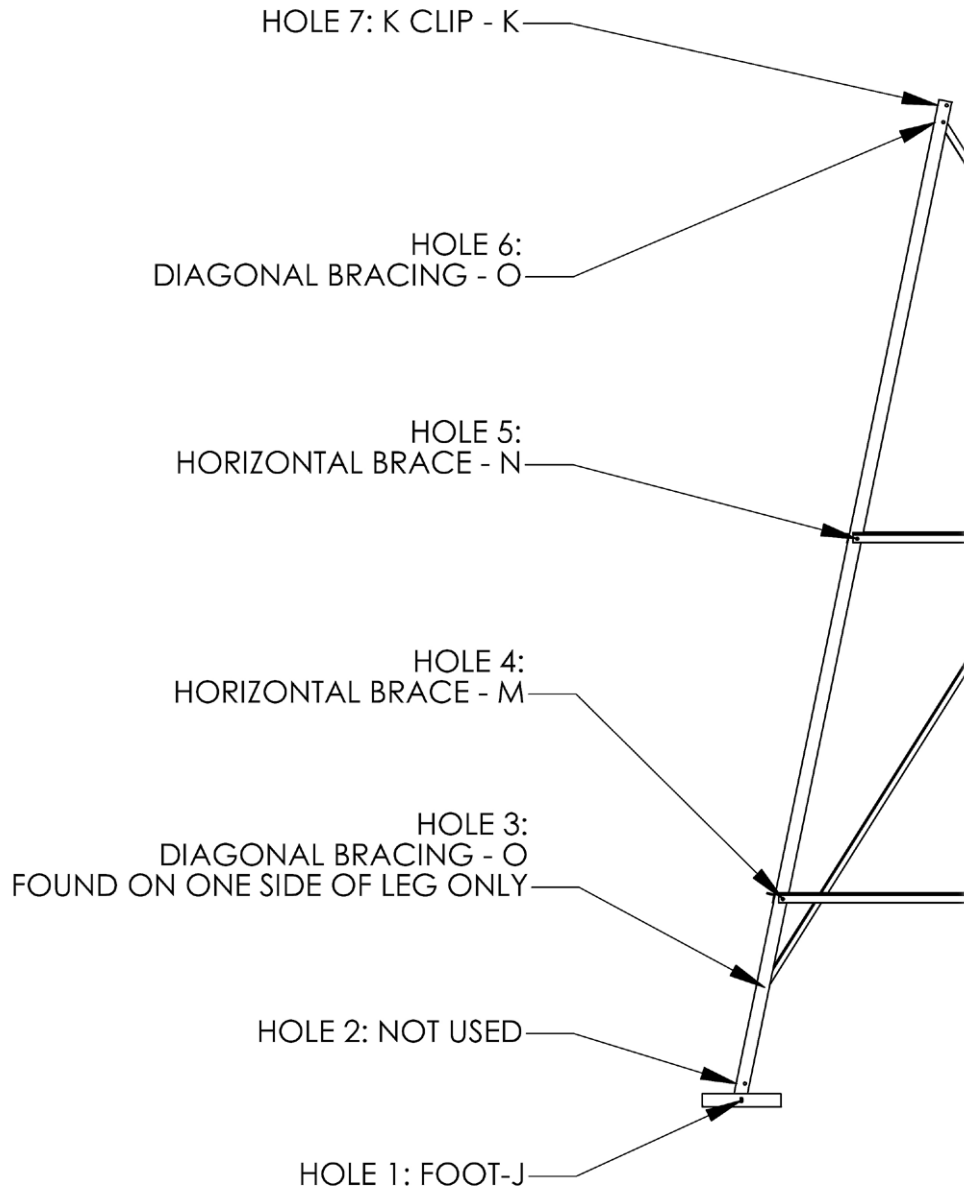 HOLE 7: K CLIP - K
HOLE 6:
DIAGONAL BRACING - O
HOLE 5:
HORIZONTAL BRACE - N
HOLE 4:
HORIZONTAL BRACE - M
HOLE 3:
DIAGONAL BRACING - O
FOUND ON ONE SIDE OF LEG ONLY
HOLE 2: NOT USED
HOLE 1: FOOT-J